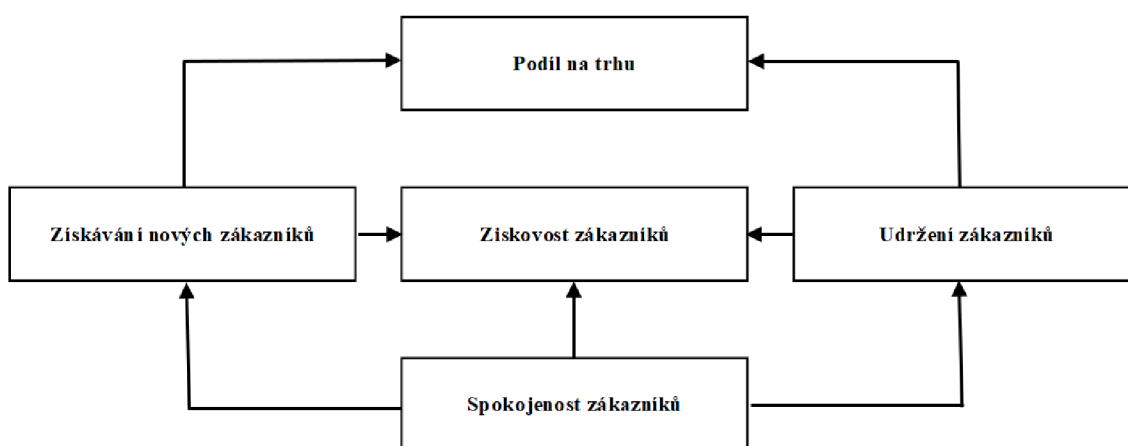 Podíl na trhu
Získávání nových zákazníků
Ziskovost zákazníků
Udržení zákazníků
Spokojenost zákazníků